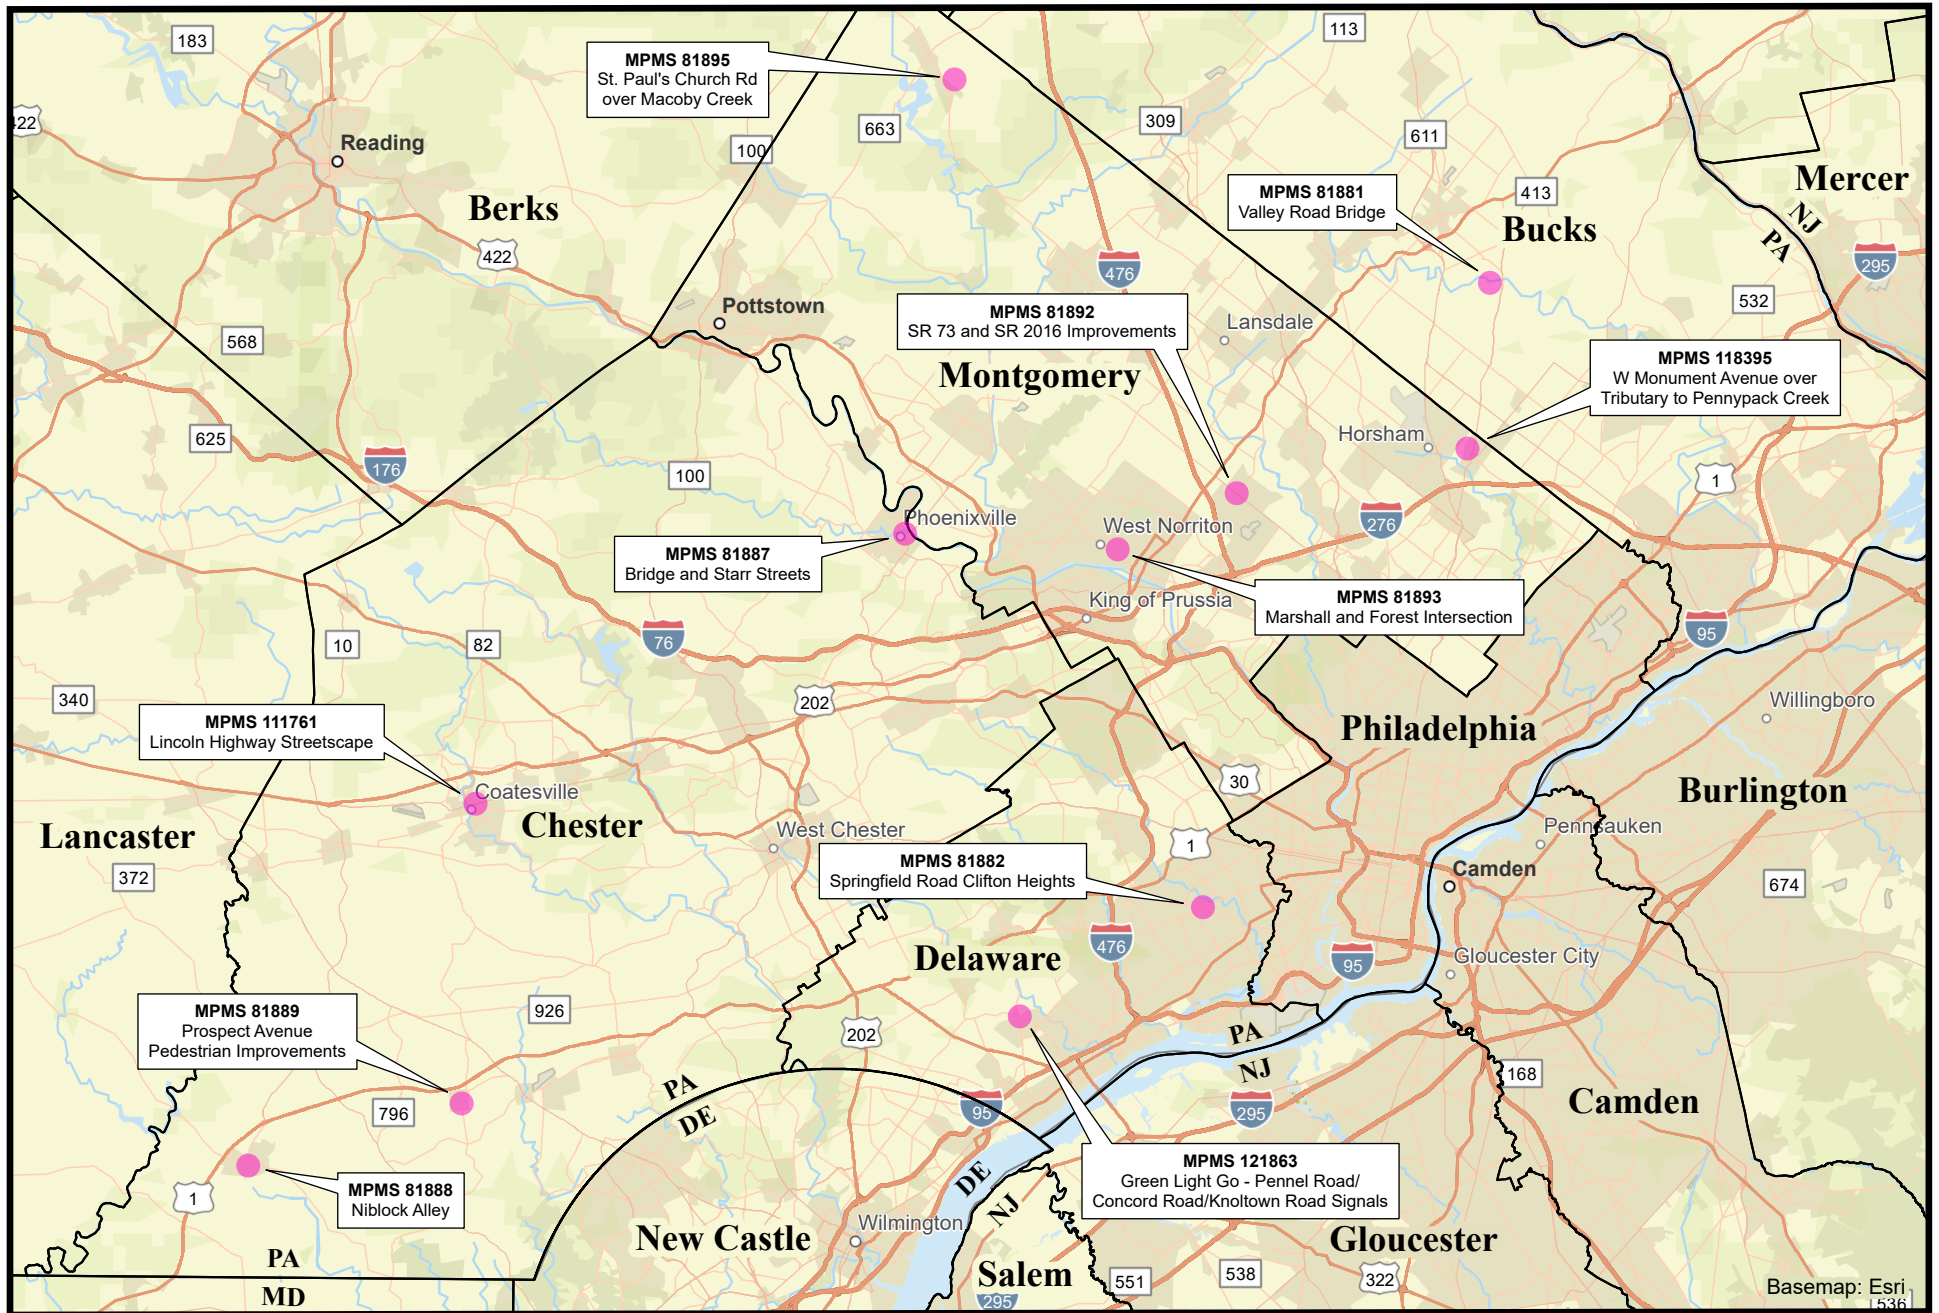 183
113
MPMS 81895
St. Paul's Church Rd
over Macoby Creek
663
309
611
422
Reading
100
Mercer
MPMS 81881
Valley Road Bridge
413
NJ
PA
Berks
Bucks
422
476
295
532
Pottstown
MPMS 81892
SR 73 and SR 2016 Improvements
Lansdale
568
Montgomery
MPMS 118395
W Monument Avenue over
Tributary to Pennypack Creek
625
Horsham
176
100
1
Phoenixville
West Norriton
276
MPMS 81887
Bridge and Starr Streets
King of Prussia
MPMS 81893
Marshall and Forest Intersection
10
82
76
95
340
202
Willingboro
MPMS 111761
Lincoln Highway Streetscape
Philadelphia
30
Coatesville
Burlington
Lancaster
Chester
West Chester
Pennsauken
1
372
MPMS 81882
Springfield Road Clifton Heights
Camden
674
Delaware
476
95
Gloucester City
MPMS 81889
Prospect Avenue
Pedestrian Improvements
926
202
PA
NJ
PA
DE
168
796
95
295
Camden
MPMS 121863
Green Light Go - Pennel Road/
Concord Road/Knoltown Road Signals
MPMS 81888
Niblock Alley
1
DE
NJ
New Castle
Wilmington
Gloucester
PA
MD
Salem
295
551
538
322
Basemap: Esri
536